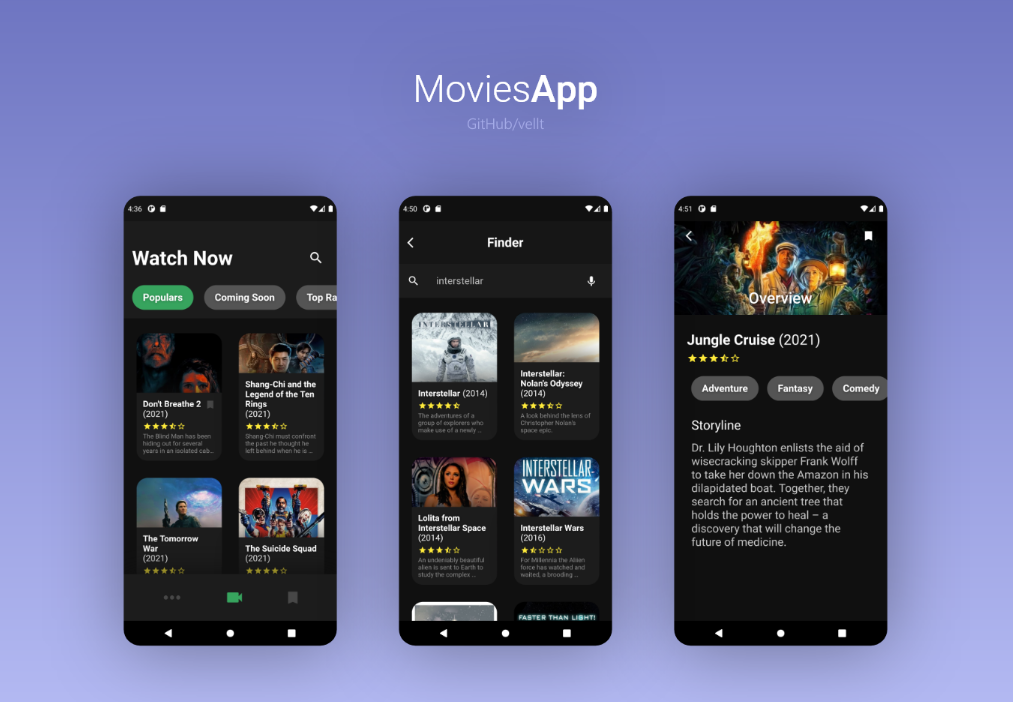 MoviesApp
GitHub/vellt
4:36
Watch Now
Populars
Coming Soon
Top Ra
Don't Breathe 2
(2021)
The Blind Man has been
hiding out for several
years in an isolated cab...
Shang-Chi and the
Legend of the Ten
Rings
(2021)
Shang-Chi must confront
the past he thought he
left behind when he is ...
The Tomorrow
War
(2021)
The Suicide Squad
(2021)
4:50
Finder
interstellar
INTERSTELLAR
Interstellar (2014)
The adventures of a
group of explorers who
make use of a newly ...
Interstellar:
Nolan's Odyssey
(2014)
A look behind the lens of
Christopher Nolan's
space epic.
Lolita from
Interstellar Space
(2014)
An undeniably beautiful
alien is sent to Earth to
study the complex ...
INTERSTELLAR
WARS
Interstellar Wars
(2016)
For Millennia the Alien
force has watched and
waited, a brooding ...
FASTER THAN LIGHT!
4:51
Overview
Jungle Cruise (2021)
Adventure
Fantasy
Comedy
Storyline
Dr. Lily Houghton enlists the aid of
wisecracking skipper Frank Wolff
to take her down the Amazon in his
dilapidated boat. Together, they
search for an ancient tree that
holds the power to heal – a
discovery that will change the
future of medicine.